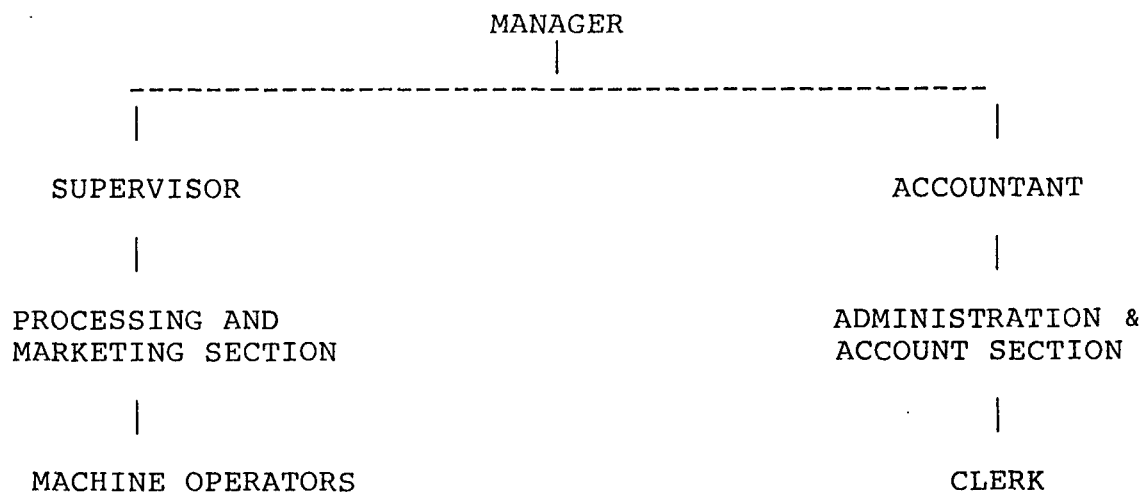 MANAGER
SUPERVISOR ACCOUNTANT
PROCESSING AND ADMINISTRATION &
MARKETING SECTION ACCOUNT SECTION
MACHINE OPERATORS CLERK